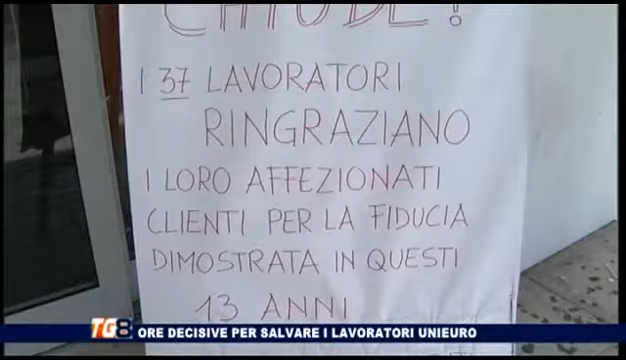 CHIUDE!
I 37 LAVORATORI
RINGRAZIANO
I LORO AFFEZIONATI
CLIENTI PER LA FIDUCIA
DIMOSTRATA IN QUESTI
13 ANNI
TG8 ORE DECISIVE PER SALVARE I LAVORATORI UNIEURO